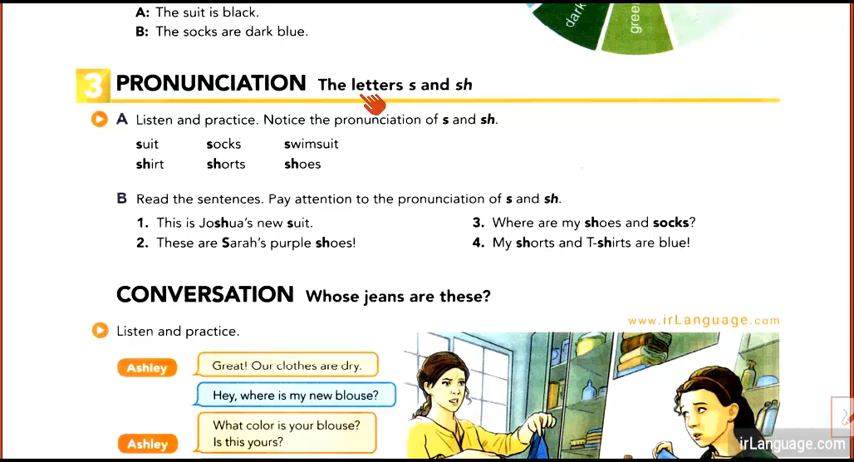 A: The suit is black.
B: The socks are dark blue.
dark
green
3 PRONUNCIATION The letters s and sh
A Listen and practice. Notice the pronunciation of s and sh.
suit socks swimsuit
shirt shorts shoes
B Read the sentences. Pay attention to the pronunciation of s and sh.
1. This is Joshua's new suit.
2. These are Sarah's purple shoes!
3. Where are my shoes and socks?
4. My shorts and T-shirts are blue!
CONVERSATION Whose jeans are these?
www.irLanguage.com
Listen and practice.
Ashley
Great! Our clothes are dry.
Hey, where is my new blouse?
Ashley
What color is your blouse?
Is this yours?
irLanguage.com